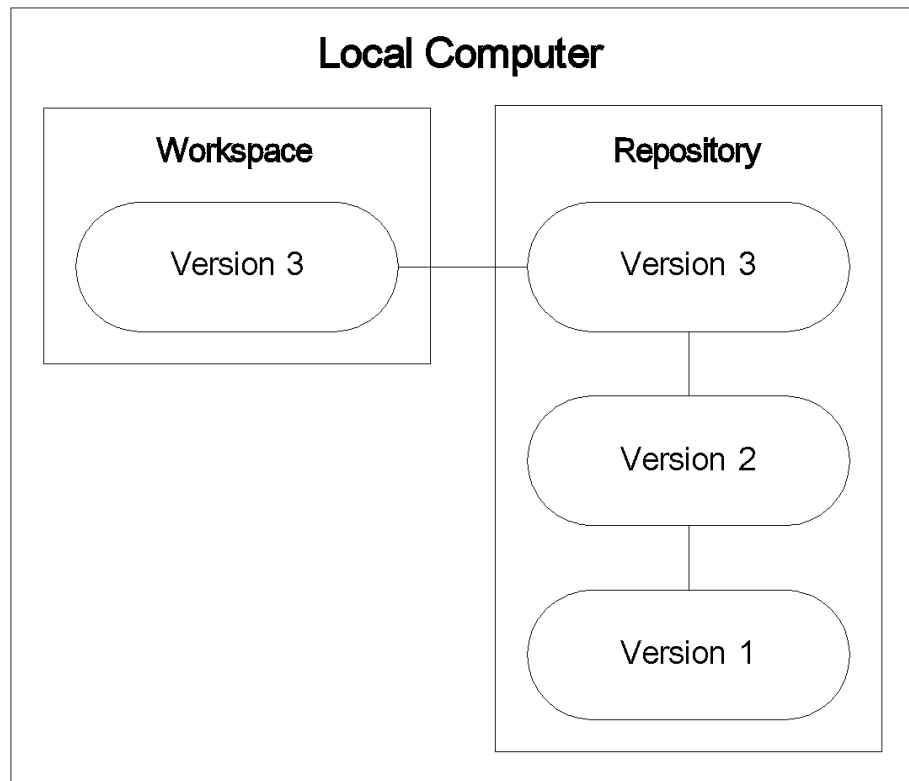 Local Computer
Workspace
Version 3
Repository
Version 3
Version 2
Version 1